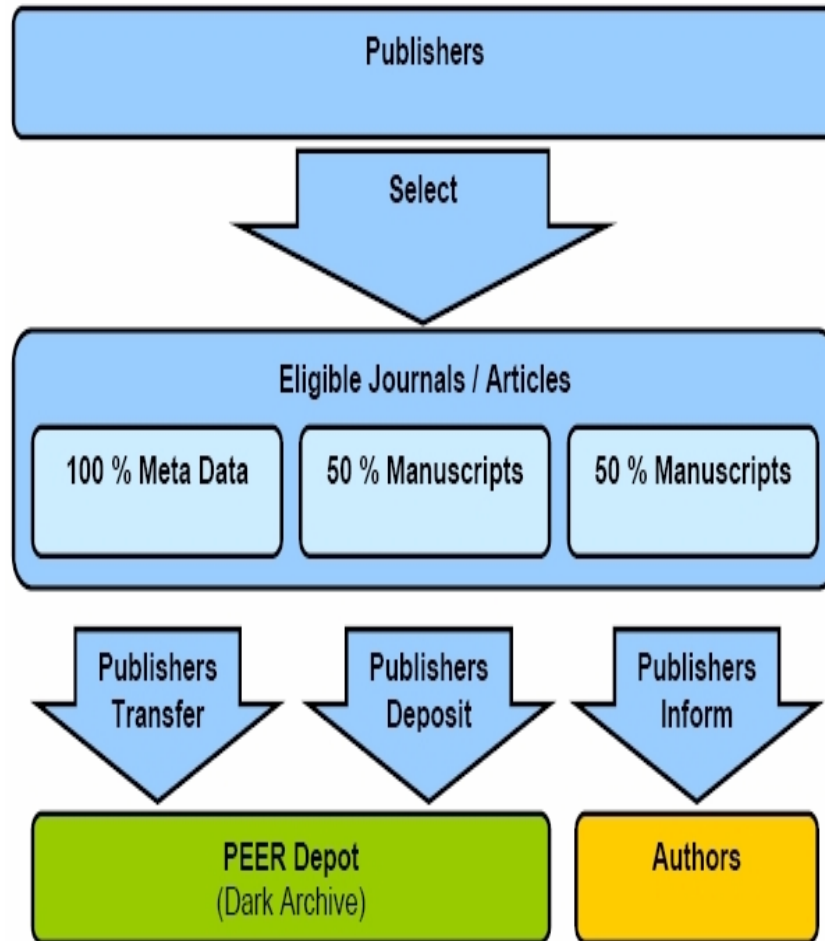 Publishers
Select
Eligible Journals / Articles
100 % Meta Data
50 % Manuscripts
50 % Manuscripts
Publishers
Transfer
Publishers
Deposit
Publishers
Inform
PEER Depot
(Dark Archive)
Authors